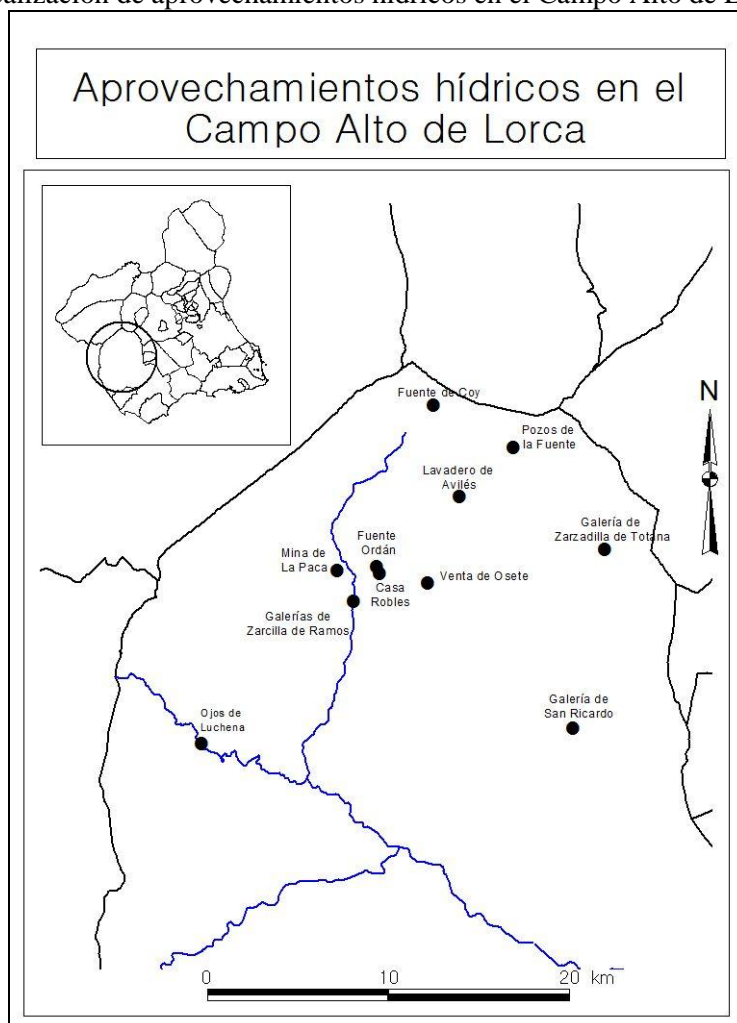 Aprovechamientos hídricos en el
Campo Alto de Lorca
N
Fuente de Coy
Pozos de
la Fuente
Lavadero de
Avilés
Galería de
Zarzadilla de Totana
Fuente
Ordán
Mina de
La Paca
Casa
Robles
Venta de Osete
Galerías de
Zarcilla de Ramos
Galería de
San Ricardo
Ojos de
Luchena
0 10 20 km